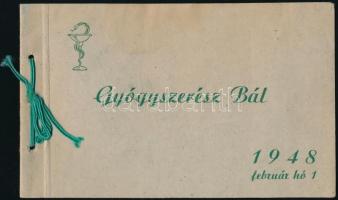 Gyógyszerész Bál
1948
február hó 1